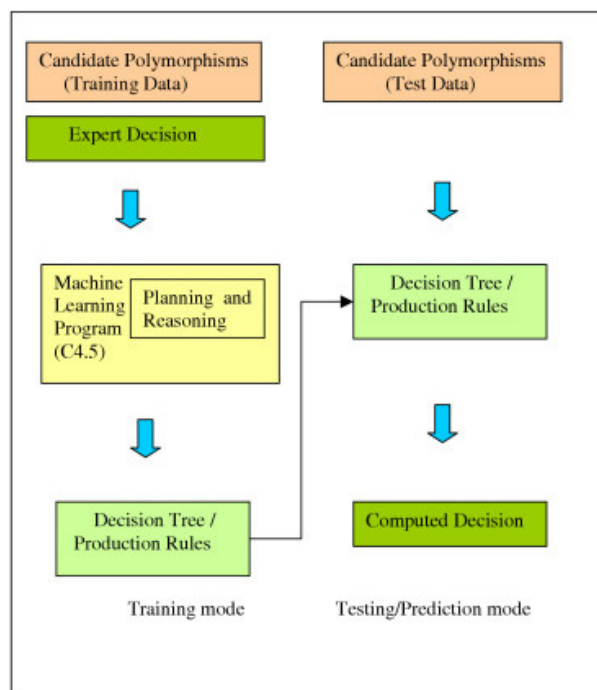 Candidate Polymorphisms
(Training Data)
Expert Decision
Machine
Learning
Program
(C4.5)
Planning and
Reasoning
Decision Tree /
Production Rules
Training mode
Candidate Polymorphisms
(Test Data)
Decision Tree /
Production Rules
Computed Decision
Testing/Prediction mode